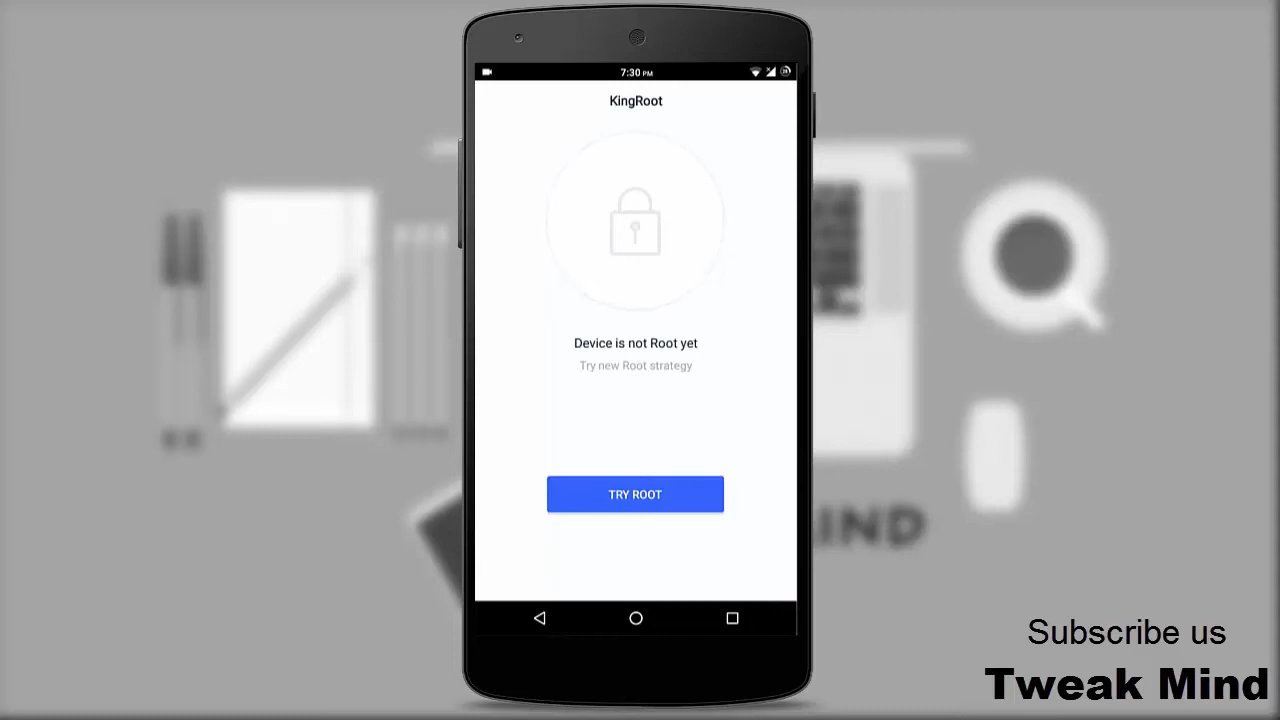 7:30 PM
KingRoot
Device is not Root yet
Try new Root strategy
TRY ROOT
IND
Subscribe us
Tweak Mind